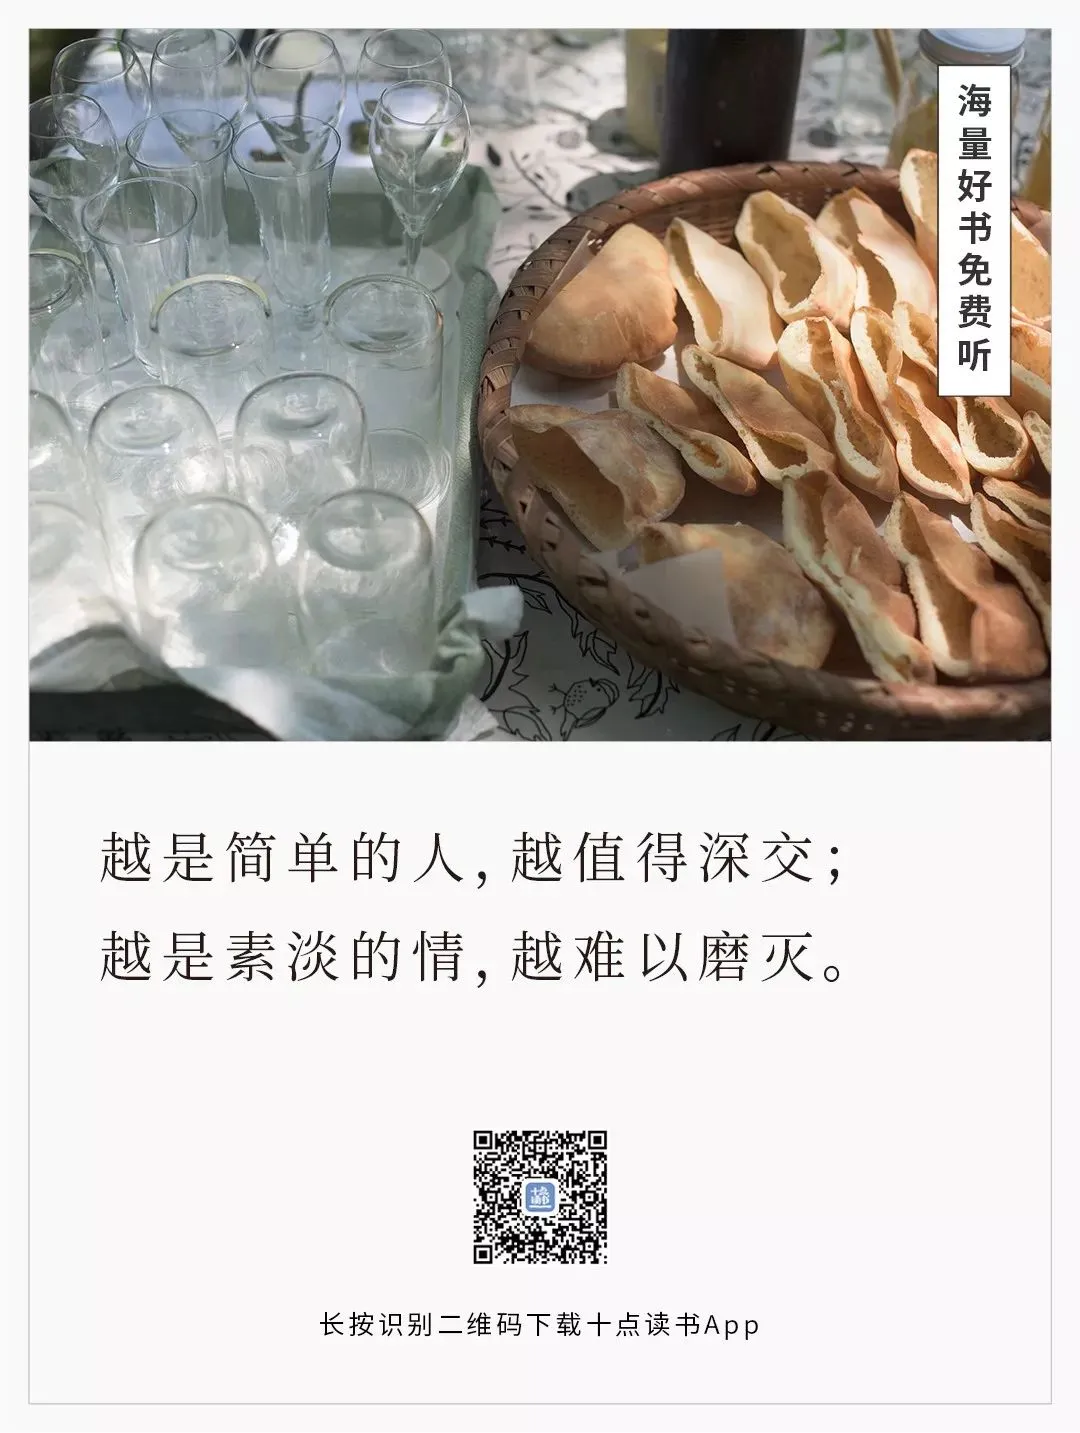 海量好书免费听
越是简单的人，越值得深交；
越是素淡的情，越难以磨灭。
长按识别二维码下载十点读书App